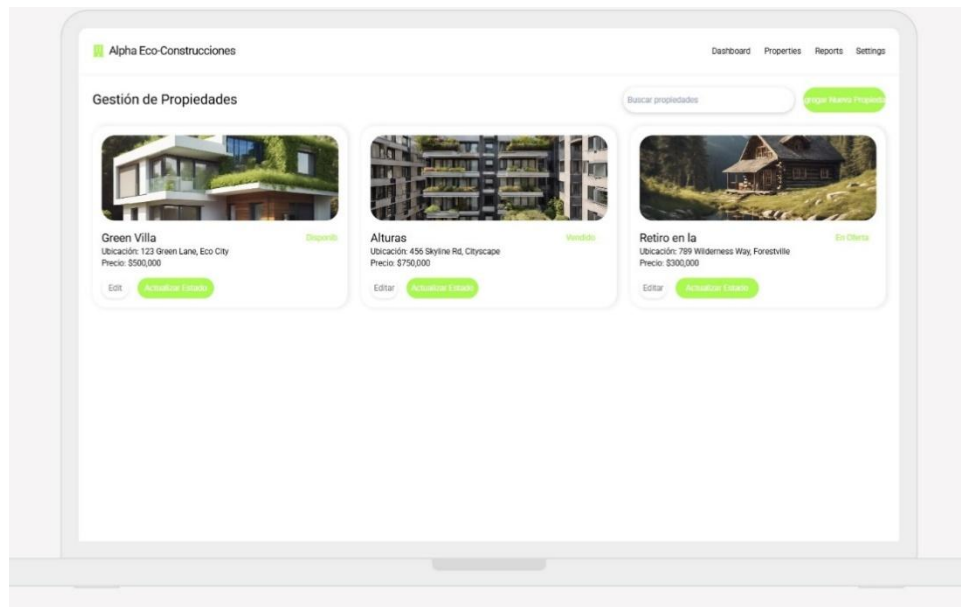 Alpha Eco-Construcciones
Dashboard Properties Reports Settings
Gestión de Propiedades
Buscar propiedades
Nueva
Green Villa
Disponib
Ubicación: 123 Green Lane, Eco City
Precio: $500,000
Edit
Actualizar Estado
Alturas
Vendido
Ubicación: 456 Skyline Rd, Cityscape
Precio: $750,000
Editar
Actualizar Estado
Retiro en la
En Oferta
Ubicación: 789 Wilderness Way, Forestville
Precio: $300,000
Editar
Actualizar Estado